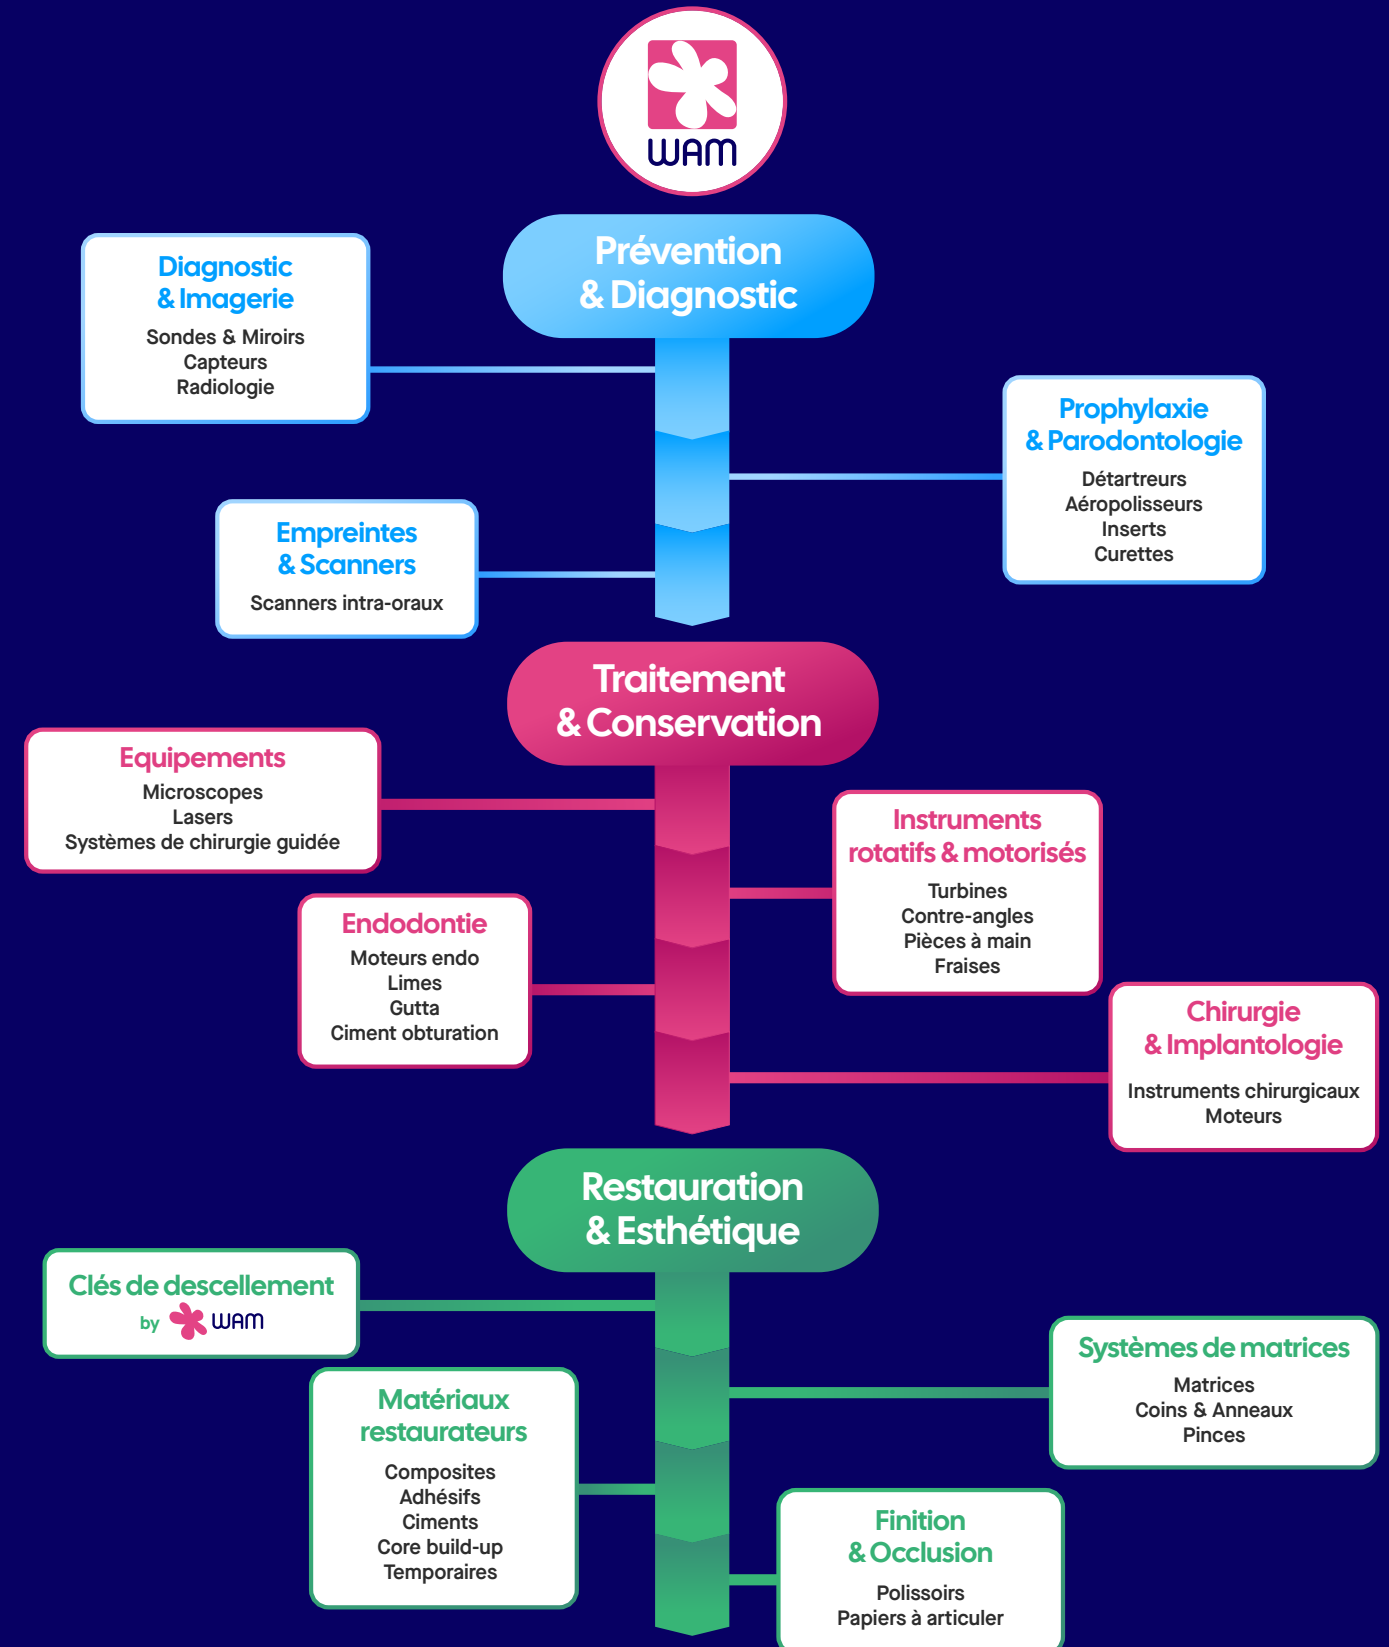 WAM
Prévention
& Diagnostic
Diagnostic
& Imagerie
Sondes & Miroirs
Capteurs
Radiologie
Prophylaxie
& Parodontologie
Détartreurs
Aéropolisseurs
Inserts
Curettes
Empreintes
& Scanners
Scanners intra-oraux
Traitement
& Conservation
Equipements
Microscopes
Lasers
Systèmes de chirurgie guidée
Instruments
rotatifs & motorisés
Turbines
Contre-angles
Pièces à main
Fraises
Endodontie
Moteurs endo
Limes
Gutta
Ciment obturation
Chirurgie
& Implantologie
Instruments chirurgicaux
Moteurs
Restauration
& Esthétique
Clés de descellement
by WAM
Systèmes de matrices
Matrices
Coins & Anneaux
Pinces
Matériaux
restaurateurs
Composites
Adhésifs
Ciments
Core build-up
Temporaires
Finition
& Occlusion
Polissoirs
Papiers à articuler